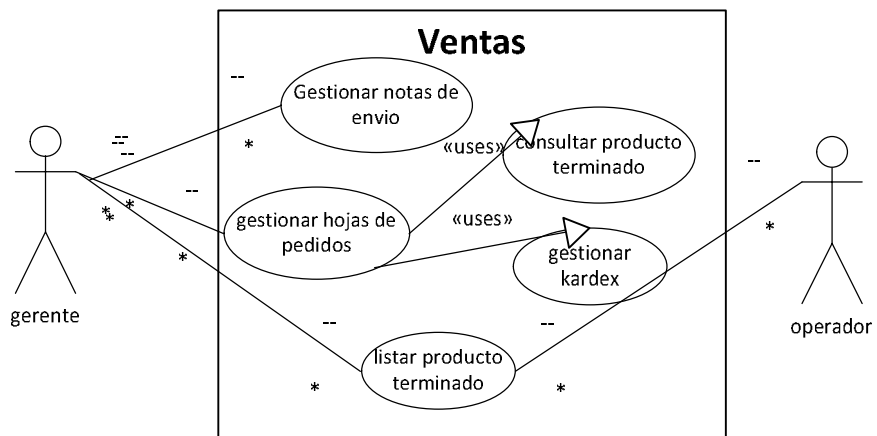 Ventas
Gestionar notas de
envio
--
*
--
--
«uses»
consultar producto
terminado
--
--
*
*
*
gestionar hojas de
pedidos
«uses»
*
*
gestionar
kardex
gerente
operador
--
--
listar producto
terminado
*
*